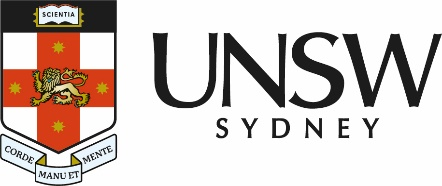 SCIENTIA
UNSW
SYDNEY
CORDE
MANU ET
MENTE